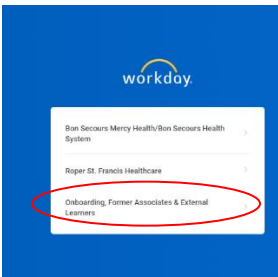 workday.
Bon Secours Mercy Health/Bon Secours Health
System
Roper St. Francis Healthcare
Onboarding, Former Associates & External
Learners